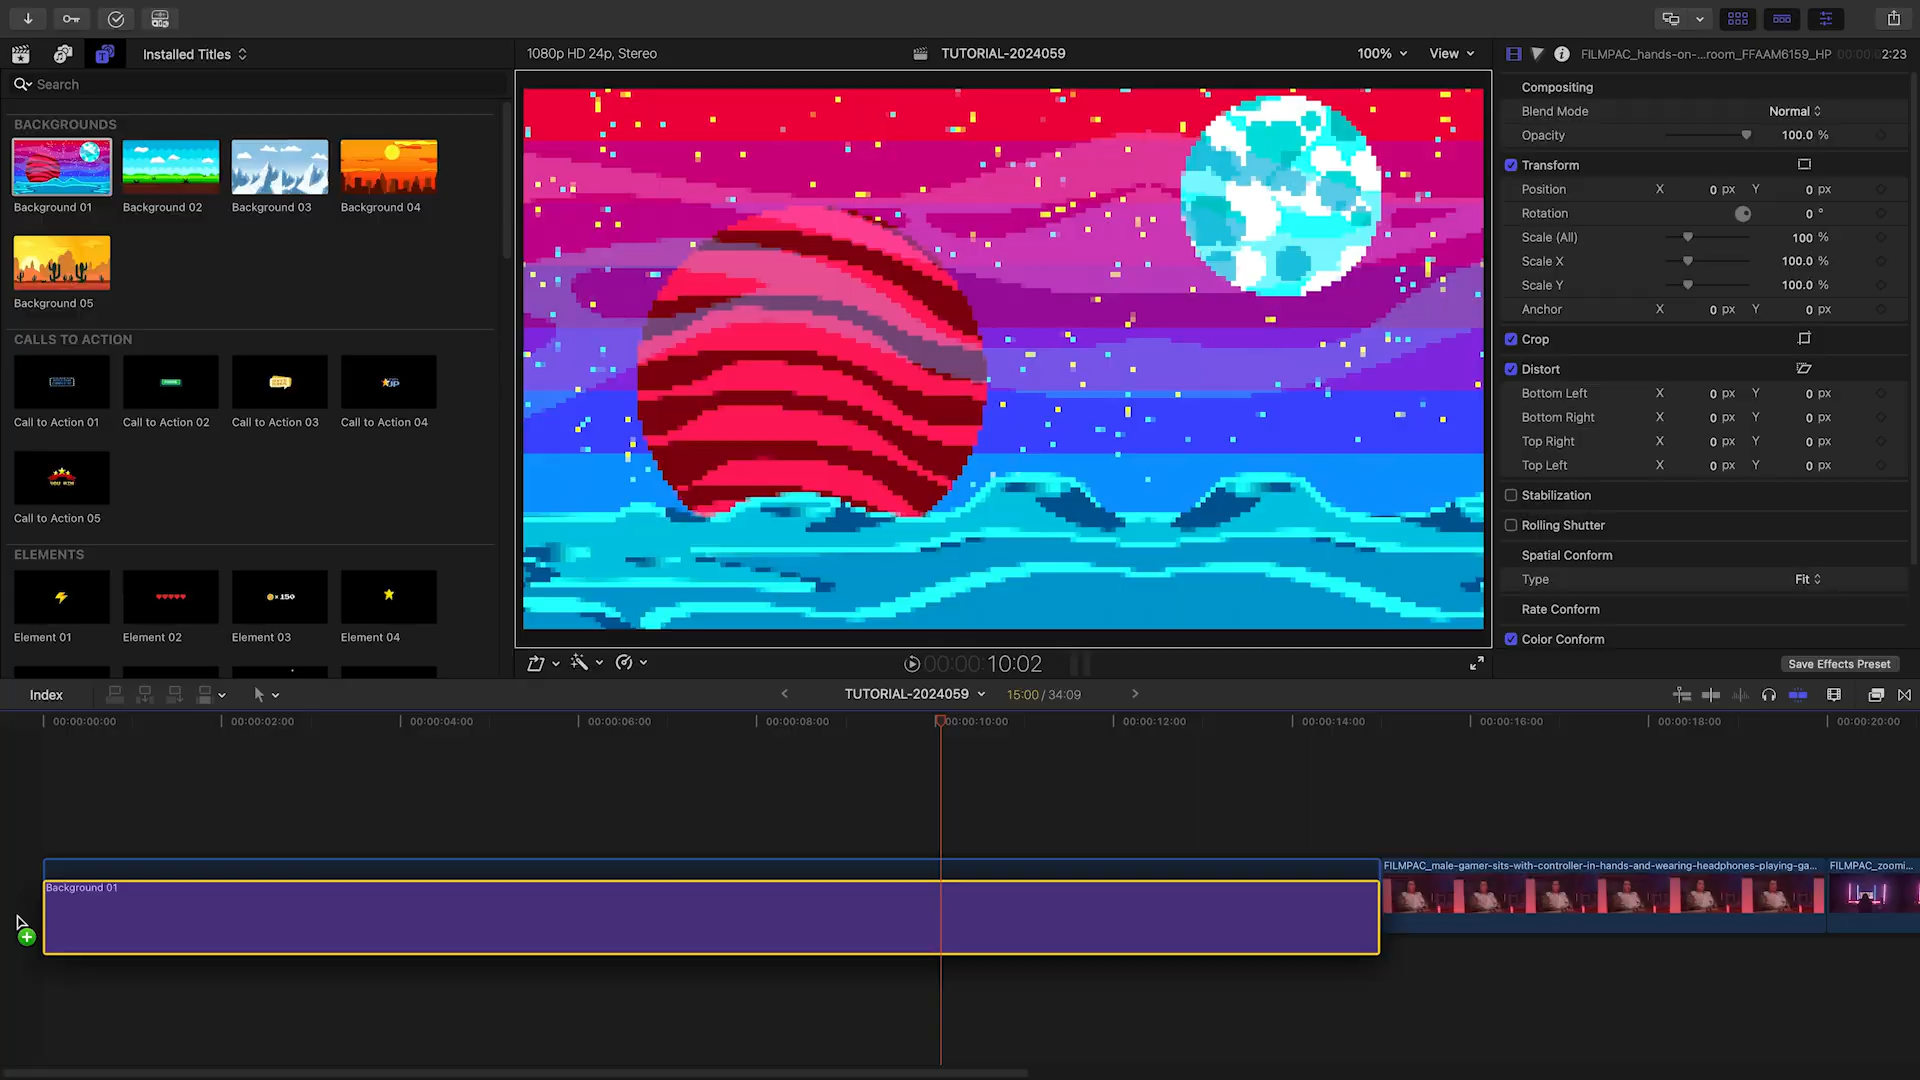 Installed Titles
1080p HD 24p, Stereo
TUTORIAL-2024059
100%
View
FILMPAC_hands-on-...room_FFAAM6159_HP
00:00:02:23
Search
BACKGROUNDS
Background 01
Background 02
Background 03
Background 04
Background 05
CALLS TO ACTION
Call to Action 01
Call to Action 02
Call to Action 03
Call to Action 04
YOU WIN
Call to Action 05
ELEMENTS
× 150
Element 01
Element 02
Element 03
Element 04
Compositing
Blend Mode
Normal
Opacity
100.0 %
Transform
Position X 0 px Y 0 px
Rotation 0 °
Scale (All) 100 %
Scale X 100.0 %
Scale Y 100.0 %
Anchor X 0 px Y 0 px
Crop
Distort
Bottom Left X 0 px Y 0 px
Bottom Right X 0 px Y 0 px
Top Right X 0 px Y 0 px
Top Left X 0 px Y 0 px
Stabilization
Rolling Shutter
Spatial Conform
Type Fit
Rate Conform
Color Conform
Save Effects Preset
00:00:10:02
Index
TUTORIAL-2024059
15:00 / 34:09
00:00:00:00
00:00:02:00
00:00:04:00
00:00:06:00
00:00:08:00
00:00:10:00
00:00:12:00
00:00:14:00
00:00:16:00
00:00:18:00
00:00:20:00
FILMPAC_male-gamer-sits-with-controller-in-hands-and-wearing-headphones-playing-ga...
FILMPAC_zoomi...
Background 01